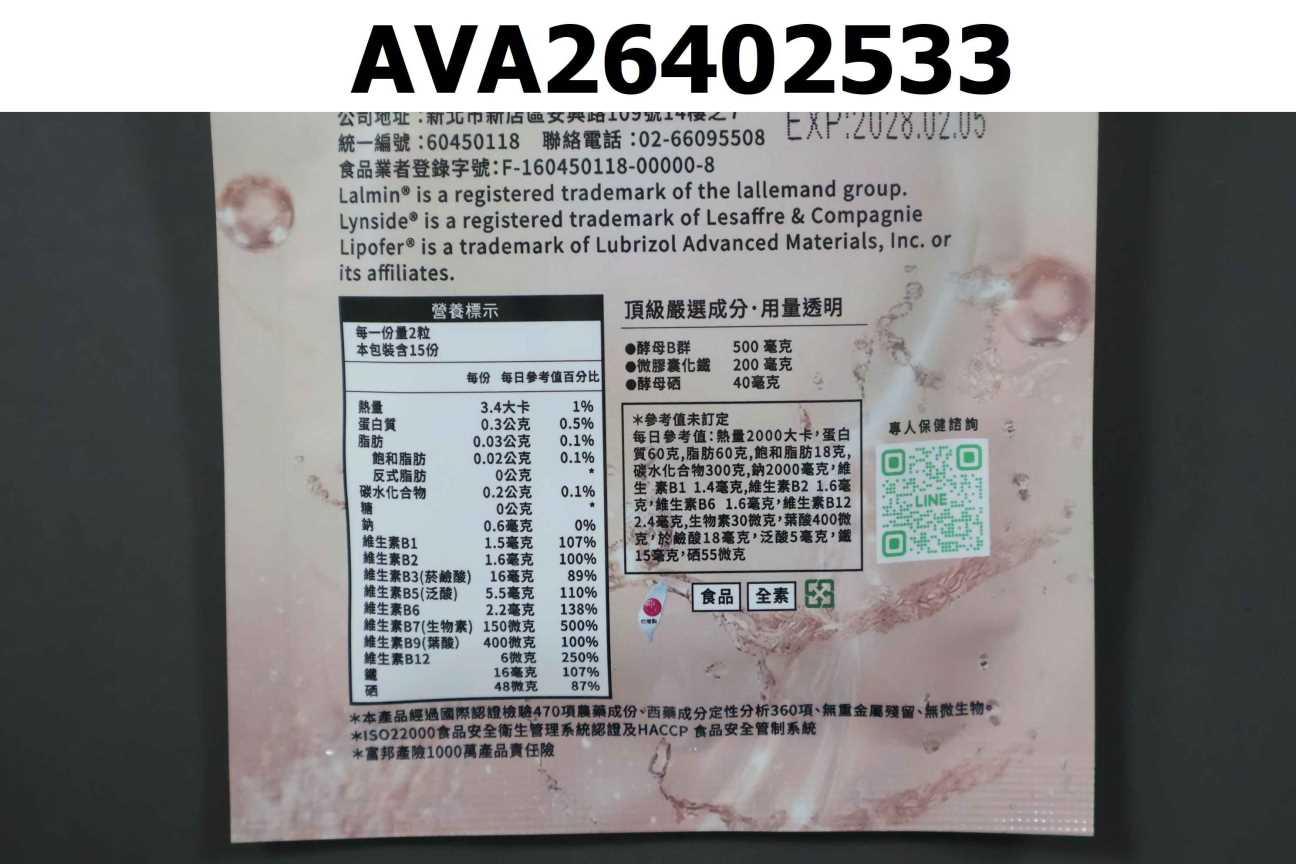 AVA26402533
公司地址：新北市新店區安興路109號14樓之7
EXP:2028.02.05
統一編號：60450118 聯絡電話：02-66095508
食品業者登錄字號：F-160450118-00000-8
Lalmin® is a registered trademark of the lallemand group.
Lynside® is a registered trademark of Lesaffre & Compagnie
Lipofer® is a trademark of Lubrizol Advanced Materials, Inc. or
its affiliates.
營養標示
每一份量2粒
本包裝含15份
每份 每日參考值百分比
熱量 3.4大卡 1%
蛋白質 0.3公克 0.5%
脂肪 0.03公克 0.1%
飽和脂肪 0.02公克 0.1%
反式脂肪 0公克 *
碳水化合物 0.2公克 0.1%
糖 0公克 *
鈉 0.6毫克 0%
維生素B1 1.5毫克 107%
維生素B2 1.6毫克 100%
維生素B3(菸鹼酸) 16毫克 89%
維生素B5(泛酸) 5.5毫克 110%
維生素B6 2.2毫克 138%
維生素B7(生物素) 150微克 500%
維生素B9(葉酸) 400微克 100%
維生素B12 6微克 250%
鐵 16毫克 107%
硒 48微克 87%
頂級嚴選成分·用量透明
●酵母B群 500 毫克
●微膠囊化鐵 200 毫克
●酵母硒 40毫克
＊參考值未訂定
每日參考值：熱量2000大卡，蛋白
質60克,脂肪60克,飽和脂肪18克,
碳水化合物300克,鈉2000毫克，維
生 素B1 1.4毫克,維生素B2 1.6毫
克，維生素B6 1.6毫克，維生素B12
2.4毫克,生物素30微克，葉酸400微
克，於鹼酸18毫克，泛酸5毫克，鐵
15毫克，硒55微克
專人保健諮詢
LINE
食品 全素
＊本產品經過國際認證檢驗470項農藥成份、西藥成分定性分析360項、無重金屬殘留、無微生物。
＊ISO22000食品安全衛生管理系統認證及HACCP 食品安全管制系統
＊富邦產險1000萬產品責任險